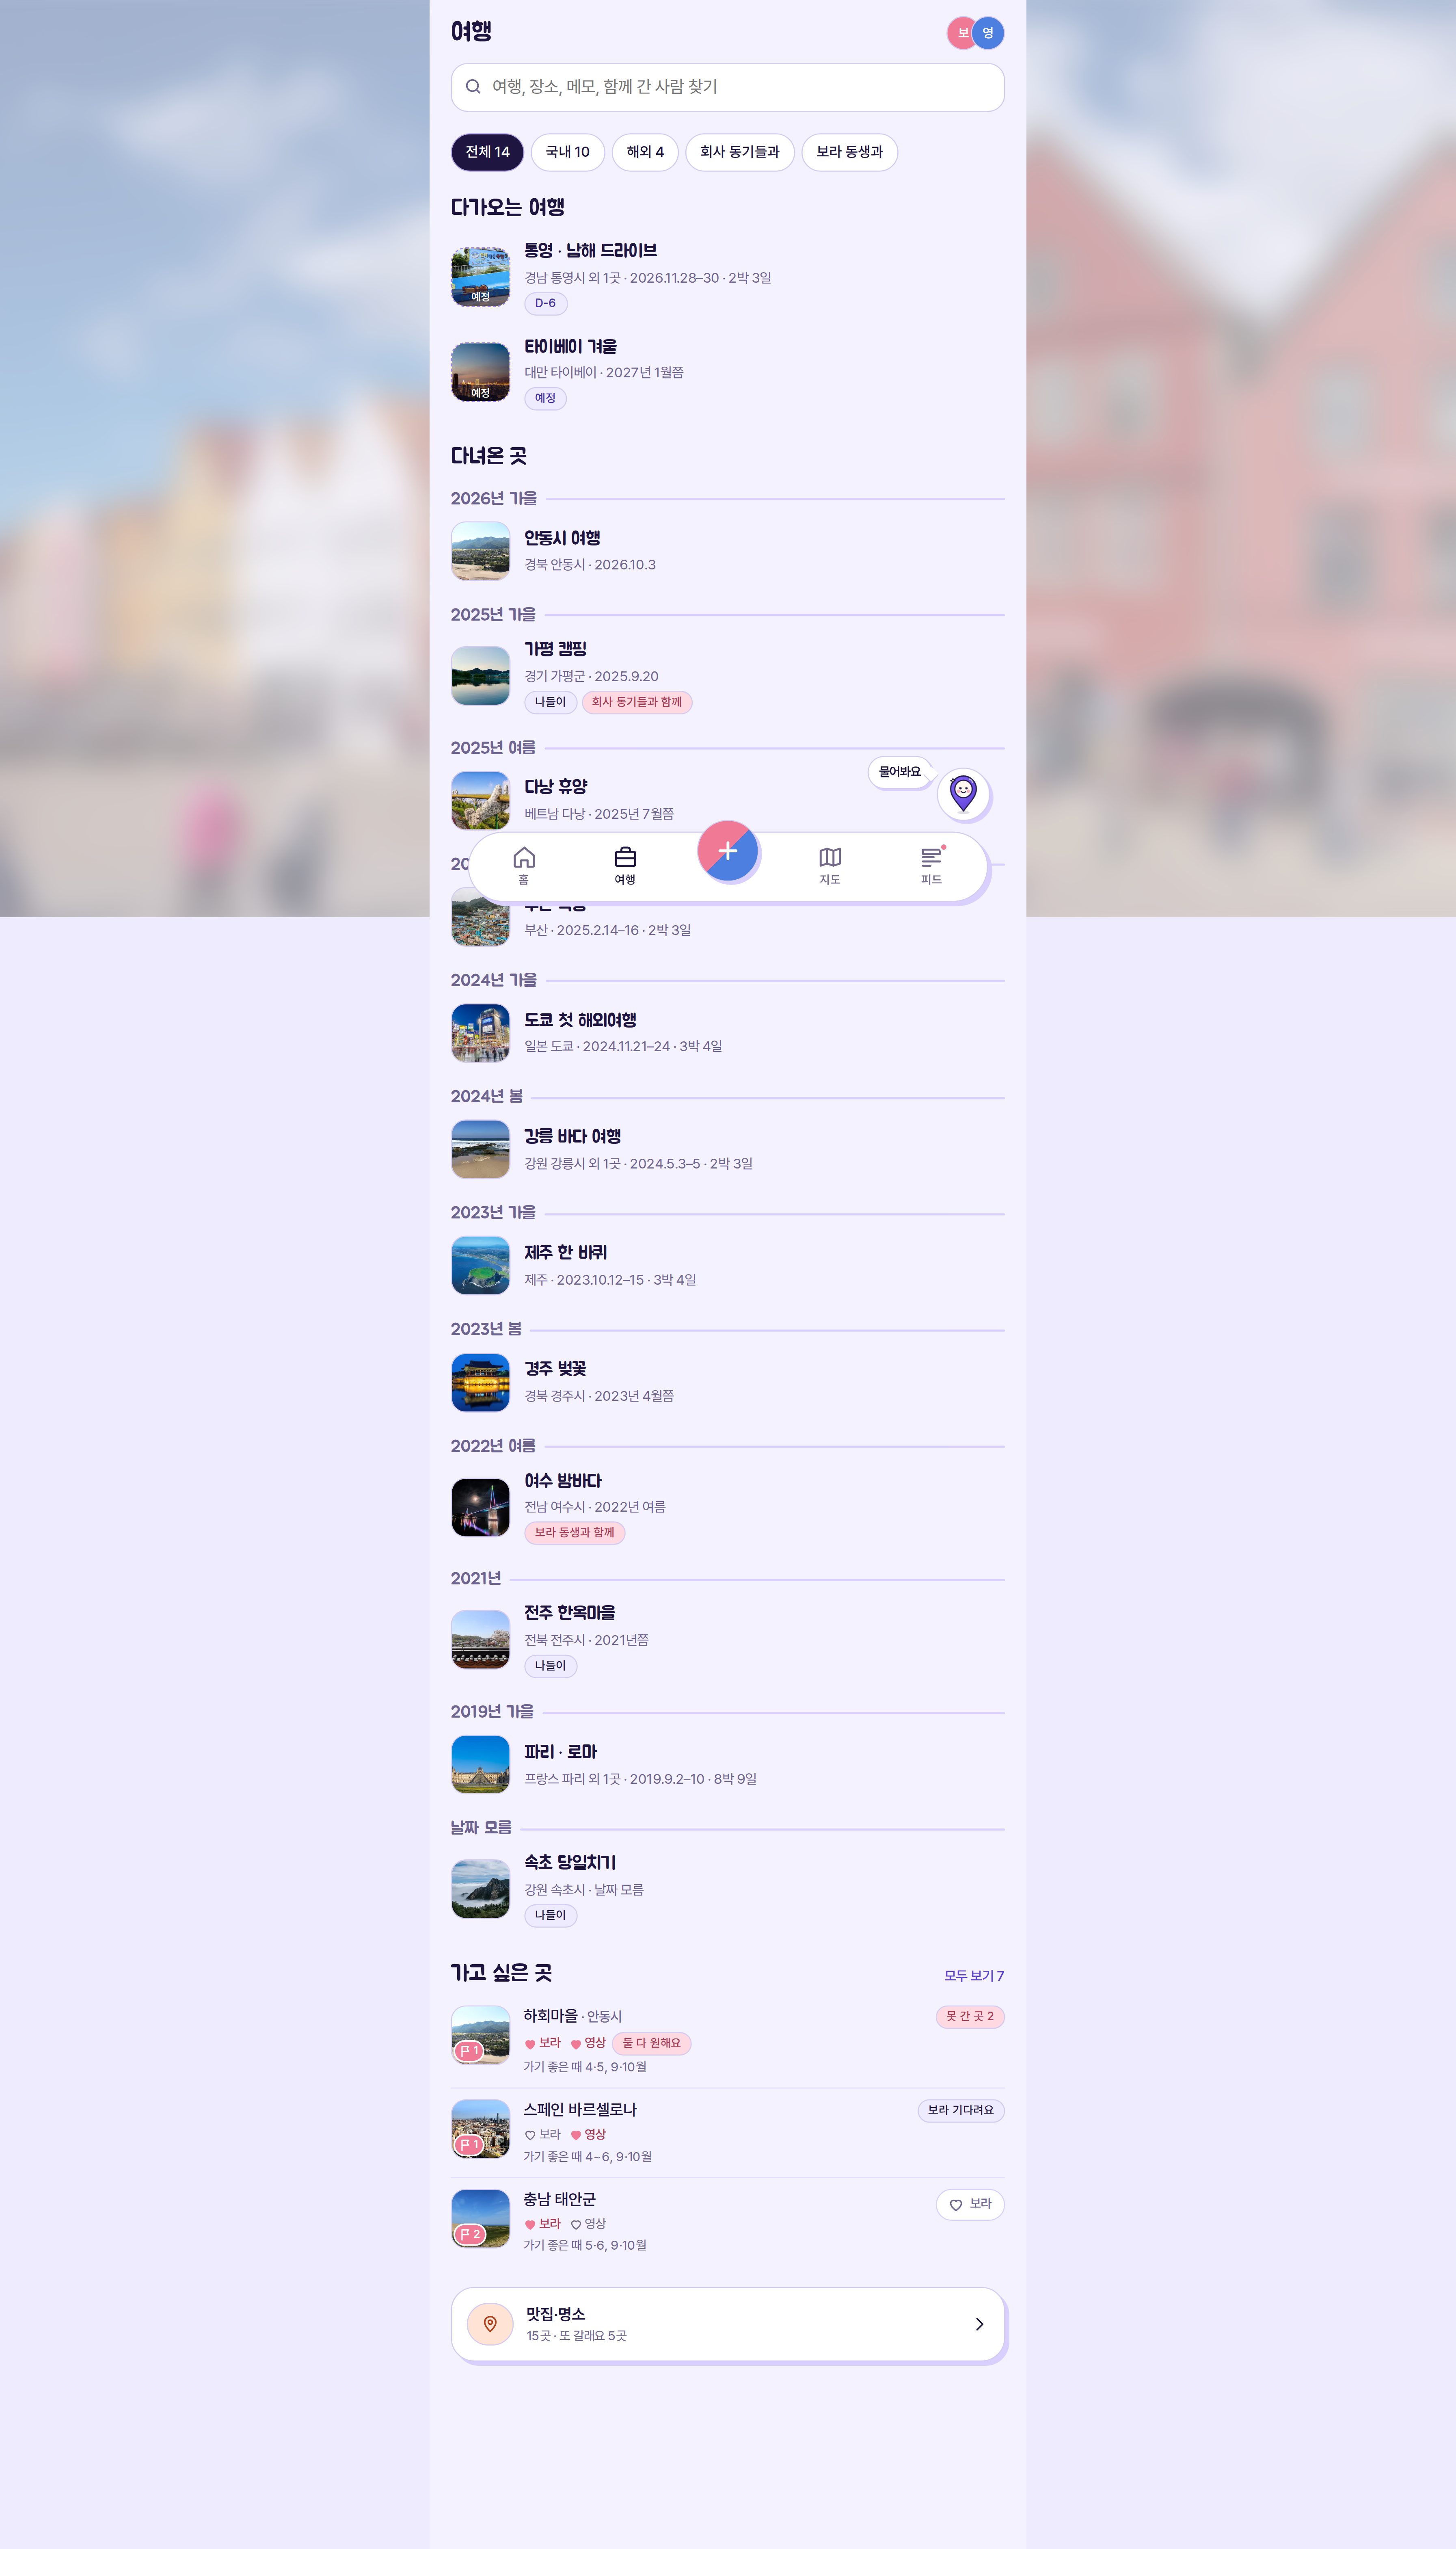 여행
보 영
여행, 장소, 메모, 함께 간 사람 찾기
전체 14 국내 10 해외 4 회사 동기들과 보라 동생과
다가오는 여행
통영 · 남해 드라이브
경남 통영시 외 1곳 · 2026.11.28–30 · 2박 3일
예정
D-6
타이베이 겨울
대만 타이베이 · 2027년 1월쯤
예정
예정
다녀온 곳
2026년 가을
안동시 여행
경북 안동시 · 2026.10.3
2025년 가을
가평 캠핑
경기 가평군 · 2025.9.20
나들이 회사 동기들과 함께
2025년 여름
물어봐요
다낭 휴양
베트남 다낭 · 2025년 7월쯤
20
홈 여행 지도 피드
부산 · 2025.2.14–16 · 2박 3일
2024년 가을
도쿄 첫 해외여행
일본 도쿄 · 2024.11.21–24 · 3박 4일
2024년 봄
강릉 바다 여행
강원 강릉시 외 1곳 · 2024.5.3–5 · 2박 3일
2023년 가을
제주 한 바퀴
제주 · 2023.10.12–15 · 3박 4일
2023년 봄
경주 벚꽃
경북 경주시 · 2023년 4월쯤
2022년 여름
여수 밤바다
전남 여수시 · 2022년 여름
보라 동생과 함께
2021년
전주 한옥마을
전북 전주시 · 2021년쯤
나들이
2019년 가을
파리 · 로마
프랑스 파리 외 1곳 · 2019.9.2–10 · 8박 9일
날짜 모름
속초 당일치기
강원 속초시 · 날짜 모름
나들이
가고 싶은 곳 모두 보기 7
하회마을 · 안동시 못 간 곳 2
1 보라 영상 둘 다 원해요
가기 좋은 때 4·5, 9·10월
스페인 바르셀로나 보라 기다려요
1 보라 영상
가기 좋은 때 4~6, 9·10월
충남 태안군 보라
2 보라 영상
가기 좋은 때 5·6, 9·10월
맛집·명소
15곳 · 또 갈래요 5곳